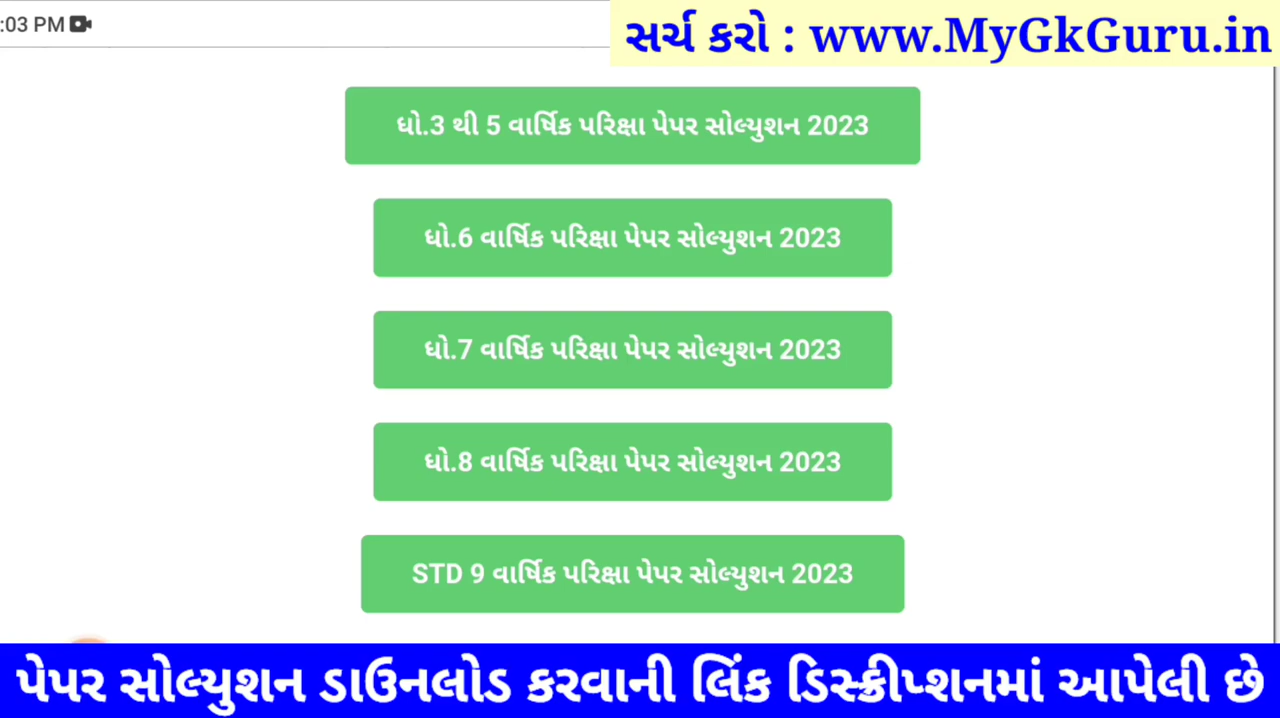 :03 PM
સર્ચ કરો : www.MyGkGuru.in
ધો.3 થી 5 વાર્ષિક પરિક્ષા પેપર સોલ્યુશન 2023
ધો.6 વાર્ષિક પરિક્ષા પેપર સોલ્યુશન 2023
ધો.7 વાર્ષિક પરિક્ષા પેપર સોલ્યુશન 2023
ધો.8 વાર્ષિક પરિક્ષા પેપર સોલ્યુશન 2023
STD 9 વાર્ષિક પરિક્ષા પેપર સોલ્યુશન 2023
પેપર સોલ્યુશન ડાઉનલોડ કરવાની લિંક ડિસ્ક્રીપ્શનમાં આપેલી છે